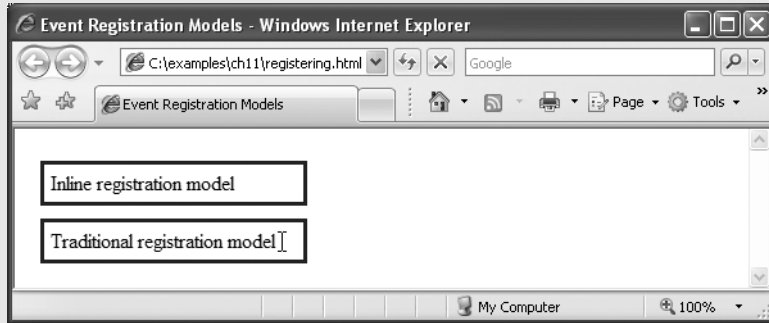 Event Registration Models - Windows Internet Explorer
C:\examples\ch11\registering.html
Google
Event Registration Models
Page
Tools
»
Inline registration model
Traditional registration model
My Computer
100%